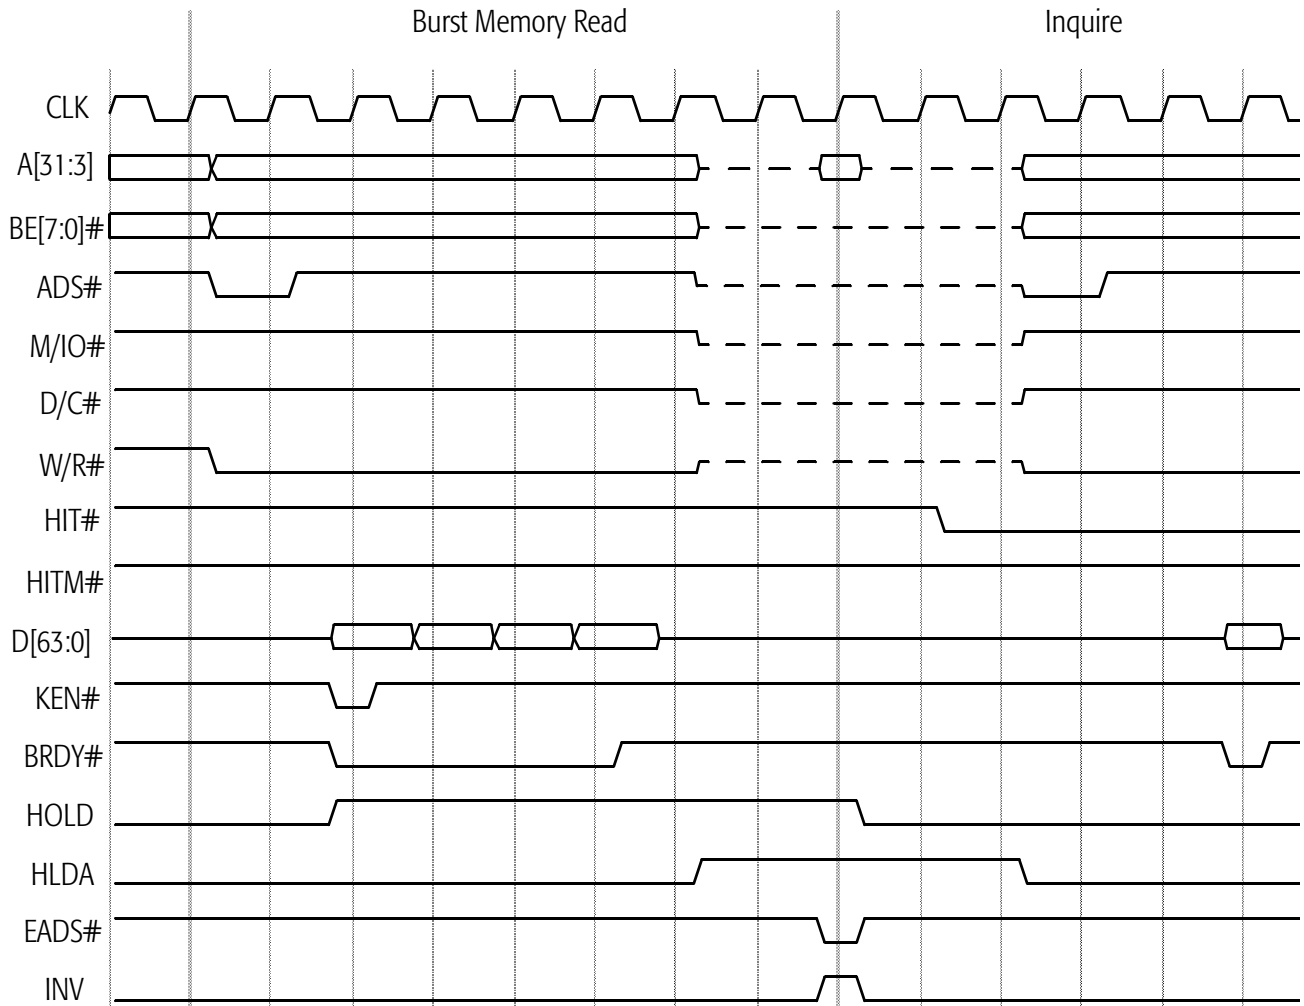 Burst Memory Read Inquire
CLK
A[31:3]
BE[7:0]#
ADS#
M/IO#
D/C#
W/R#
HIT#
HITM#
D[63:0]
KEN#
BRDY#
HOLD
HLDA
EADS#
INV